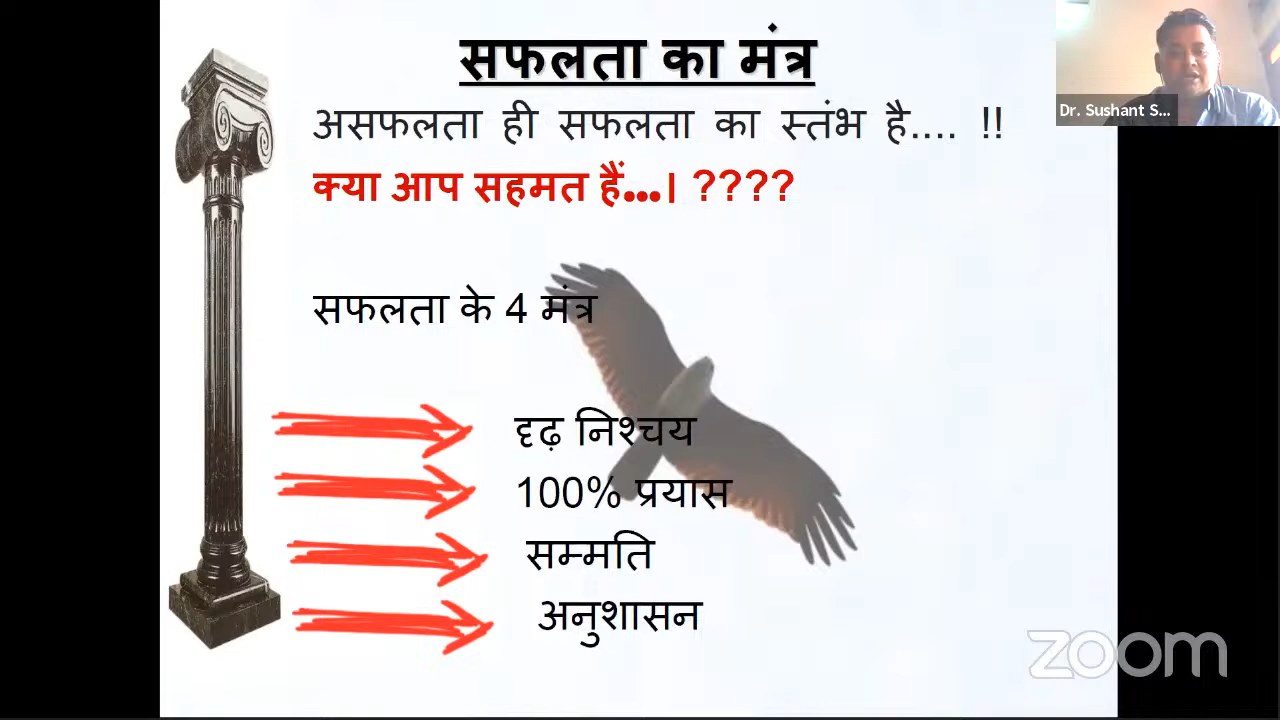 सफलता का मंत्र
असफलता ही सफलता का स्तंभ है.... !!
क्या आप सहमत हैं...। ????
सफलता के 4 मंत्र
दृढ़ निश्चय
100% प्रयास
सम्मति
अनुशासन
Dr. Sushant S...
zoom